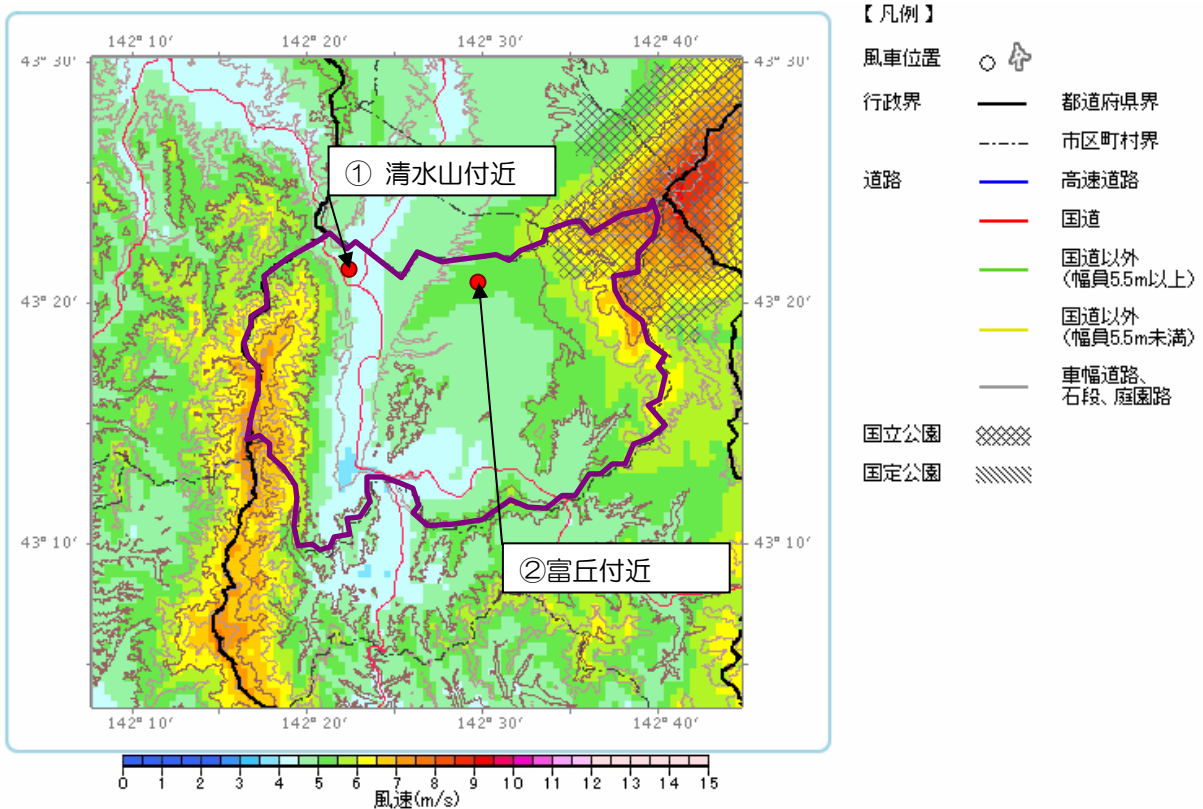 【凡例】
142° 10′ 142° 20′ 142° 30′ 142° 40′
43° 30′ 43° 30′
風車位置
行政界 都道府県界
市区町村界
① 清水山付近
道路 高速道路
国道
国道以外
(幅員5.5m以上)
43° 20′ 43° 20′
国道以外
(幅員5.5m未満)
車幅道路、
石段、庭園路
国立公園
国定公園
43° 10′ 43° 10′
②富丘付近
142° 10′ 142° 20′ 142° 30′ 142° 40′
0 1 2 3 4 5 6 7 8 9 10 11 12 13 14 15
風速(m/s)